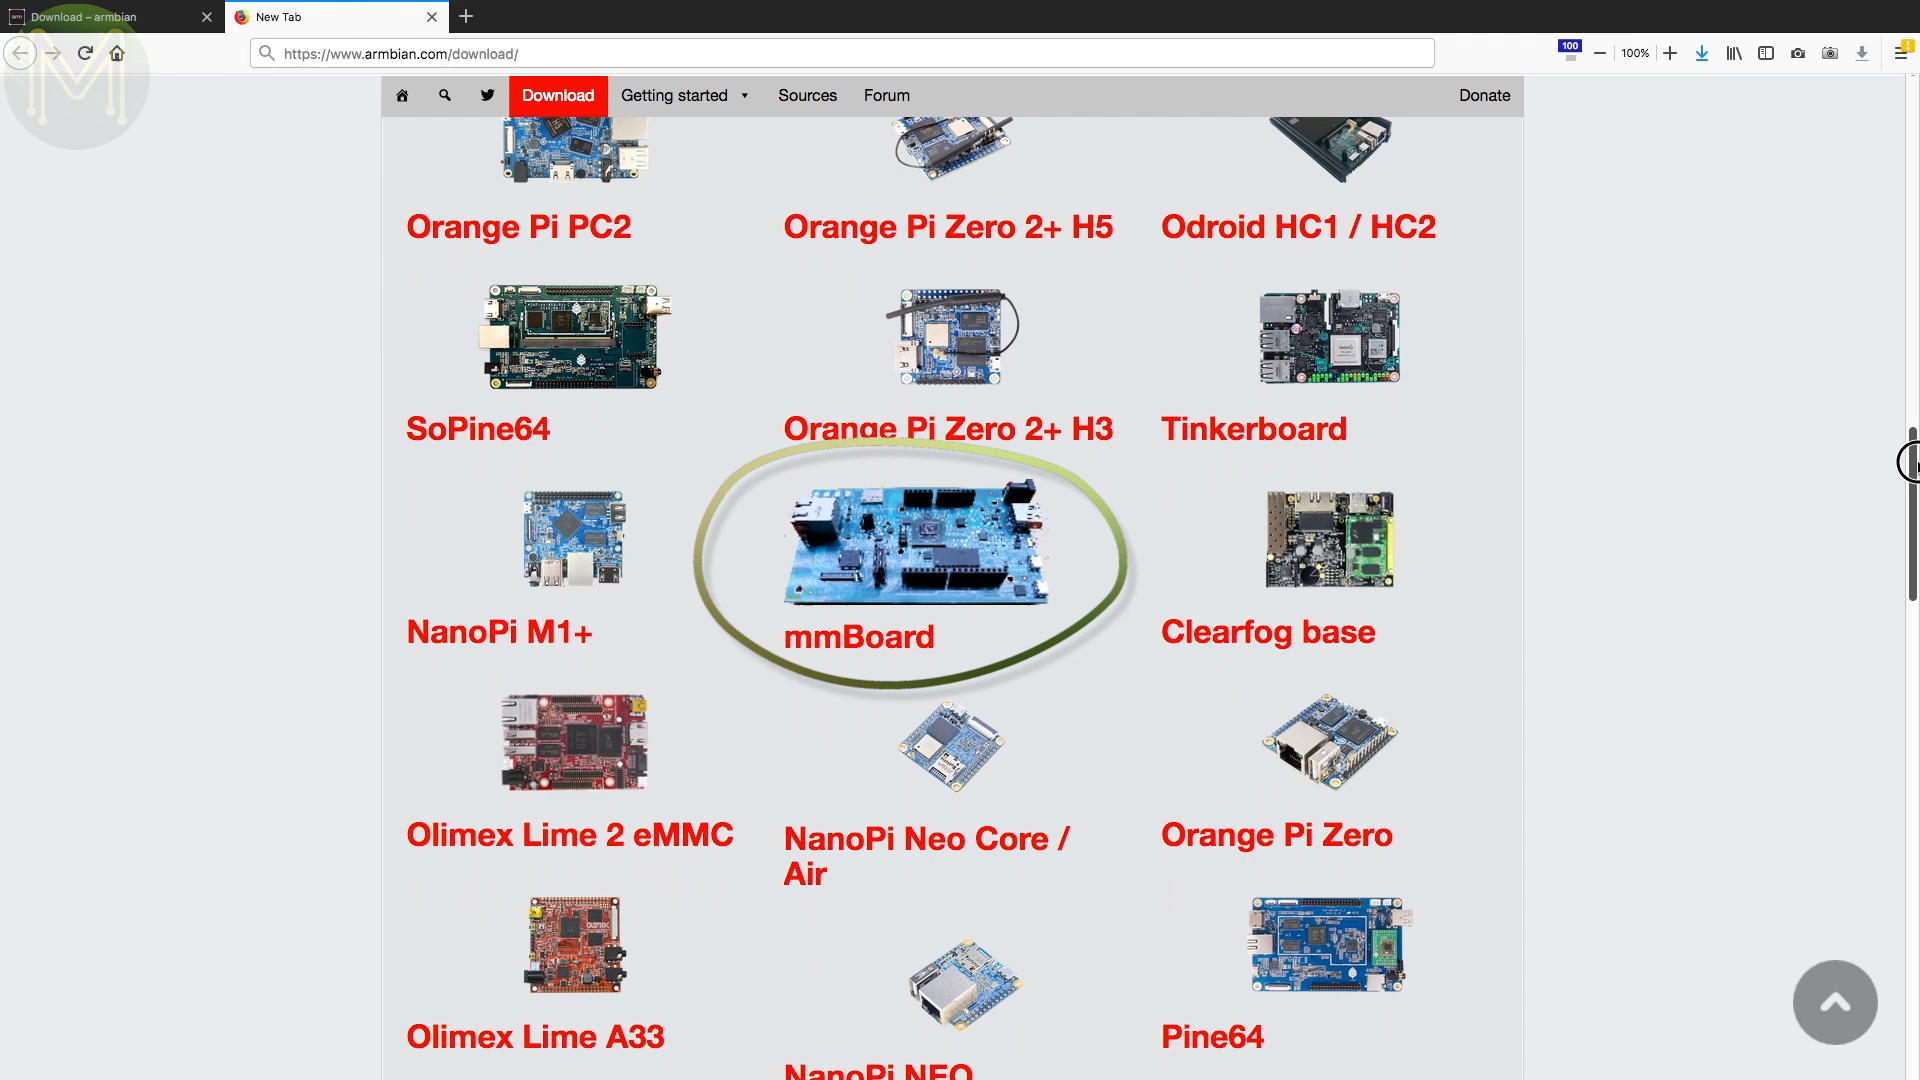 Download – armbian
New Tab
https://www.armbian.com/download/
100
100%
Download
Getting started
Sources
Forum
Donate
Orange Pi PC2
Orange Pi Zero 2+ H5
Odroid HC1 / HC2
SoPine64
Orange Pi Zero 2+ H3
Tinkerboard
NanoPi M1+
mmBoard
Clearfog base
Olimex Lime 2 eMMC
NanoPi Neo Core /
Air
Orange Pi Zero
Olimex Lime A33
NanoPi NEO
Pine64